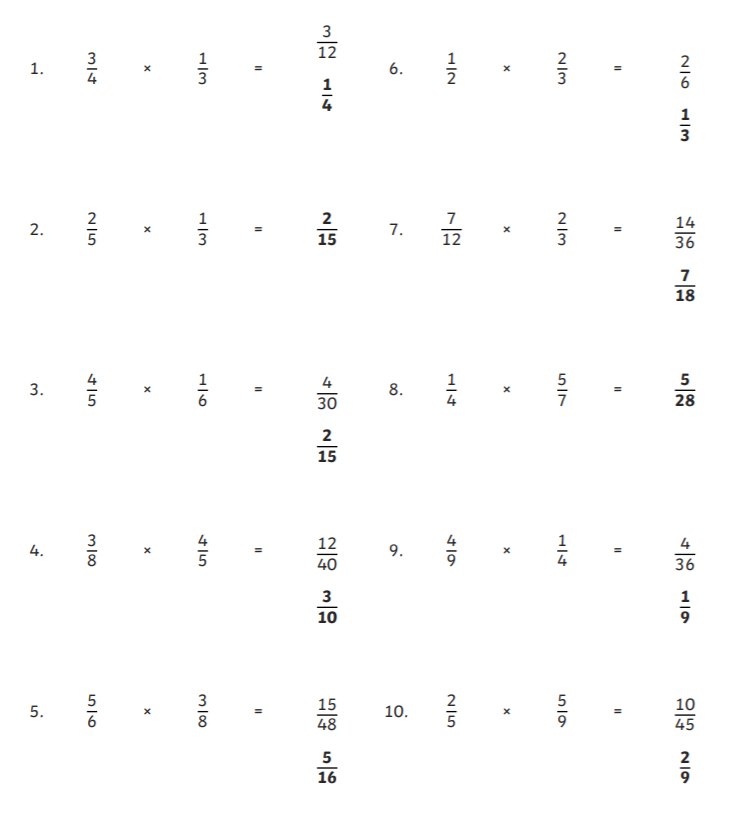 1. 3/4 × 1/3 = 3/12
1/4
2. 2/5 × 1/3 = 2/15
3. 4/5 × 1/6 = 4/30
2/15
4. 3/8 × 4/5 = 12/40
3/10
5. 5/6 × 3/8 = 15/48
5/16
6. 1/2 × 2/3 = 2/6
1/3
7. 7/12 × 2/3 = 14/36
7/18
8. 1/4 × 5/7 = 5/28
9. 4/9 × 1/4 = 4/36
1/9
10. 2/5 × 5/9 = 10/45
2/9